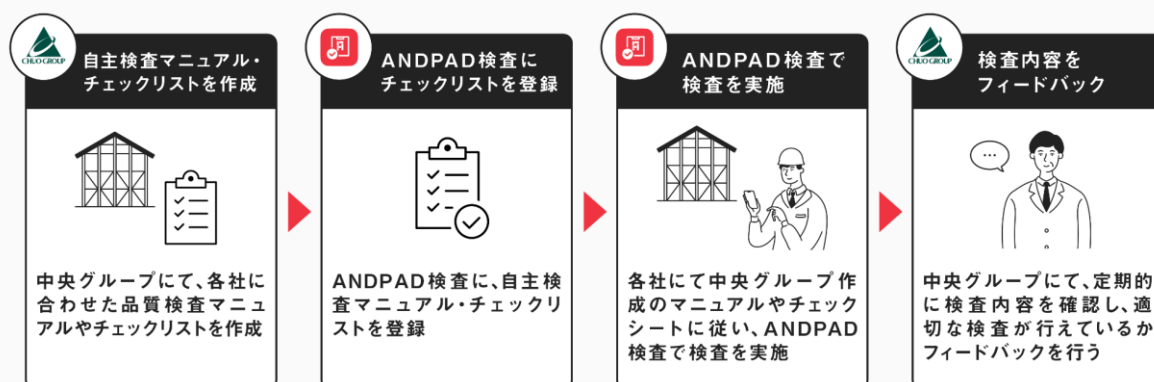 CHUO GROUP
自主検査マニュアル・
チェックリストを作成
中央グループにて、各社に
合わせた品質検査マニュ
アルやチェックリストを作成
ANDPAD検査に
チェックリストを登録
ANDPAD検査に、自主検
査マニュアル・チェックリ
ストを登録
ANDPAD検査で
検査を実施
各社にて中央グループ作
成のマニュアルやチェック
シートに従い、ANDPAD
検査で検査を実施
CHUO GROUP
検査内容を
フィードバック
中央グループにて、定期的
に検査内容を確認し、適
切な検査が行えているか
フィードバックを行う